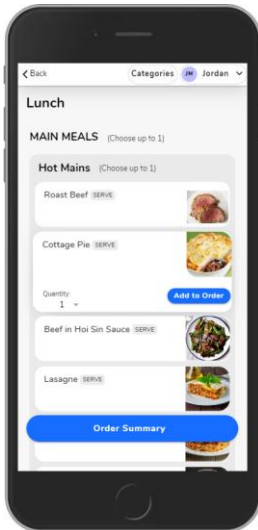 Back Categories JM Jordan
Lunch
MAIN MEALS (Choose up to 1)
Hot Mains (Choose up to 1)
Roast Beef SERVE
Cottage Pie SERVE
Quantity:
1 Add to Order
Beef in Hoi Sin Sauce SERVE
Lasagne SERVE
Order Summary